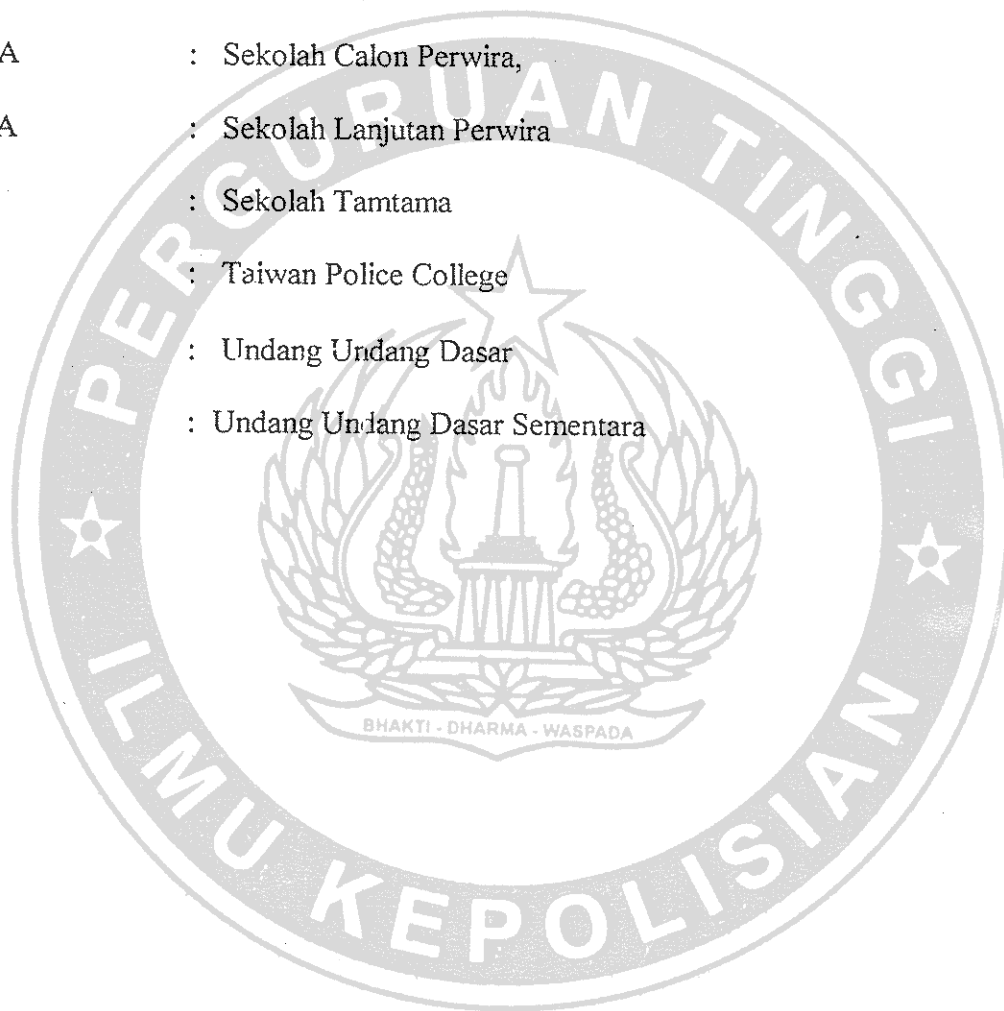 A : Sekolah Calon Perwira,
A : Sekolah Lanjutan Perwira
: Sekolah Tamtama
: Taiwan Police College
: Undang Undang Dasar
: Undang Undang Dasar Sementara
PERGURUAN TINGGI
ILMU KEPOLISIAN
BHAKTI - DHARMA - WASPADA